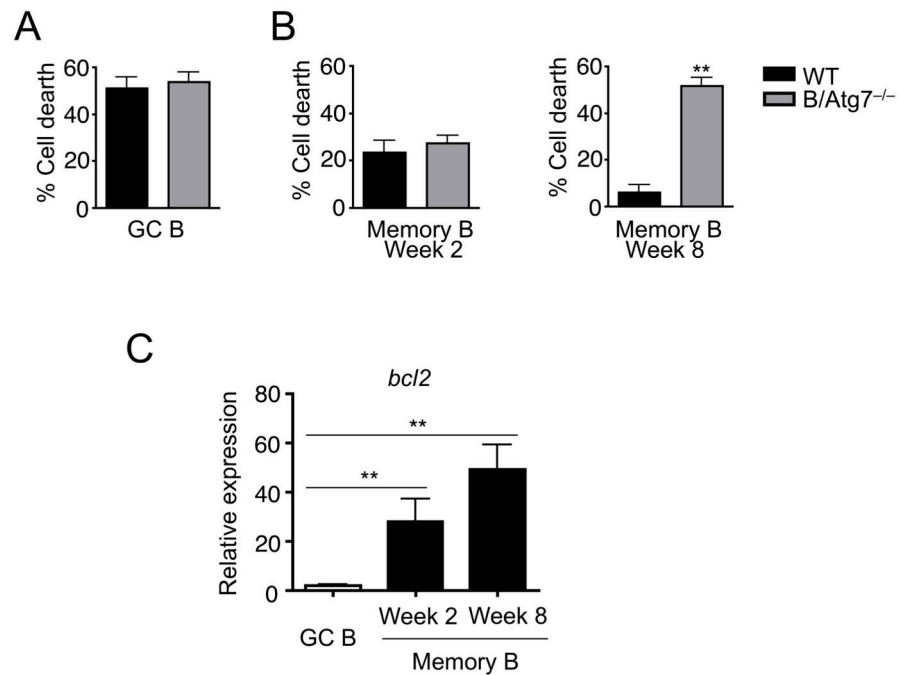 A
% Cell dearth
60
40
20
0
GC B
B
% Cell dearth
60
40
20
0
Memory B
Week 2
% Cell dearth
60
40
20
0
**
Memory B
Week 8
WT
B/Atg7–/–
C
bcl2
Relative expression
80
60
40
20
0
**
**
GC B
Week 2
Week 8
Memory B